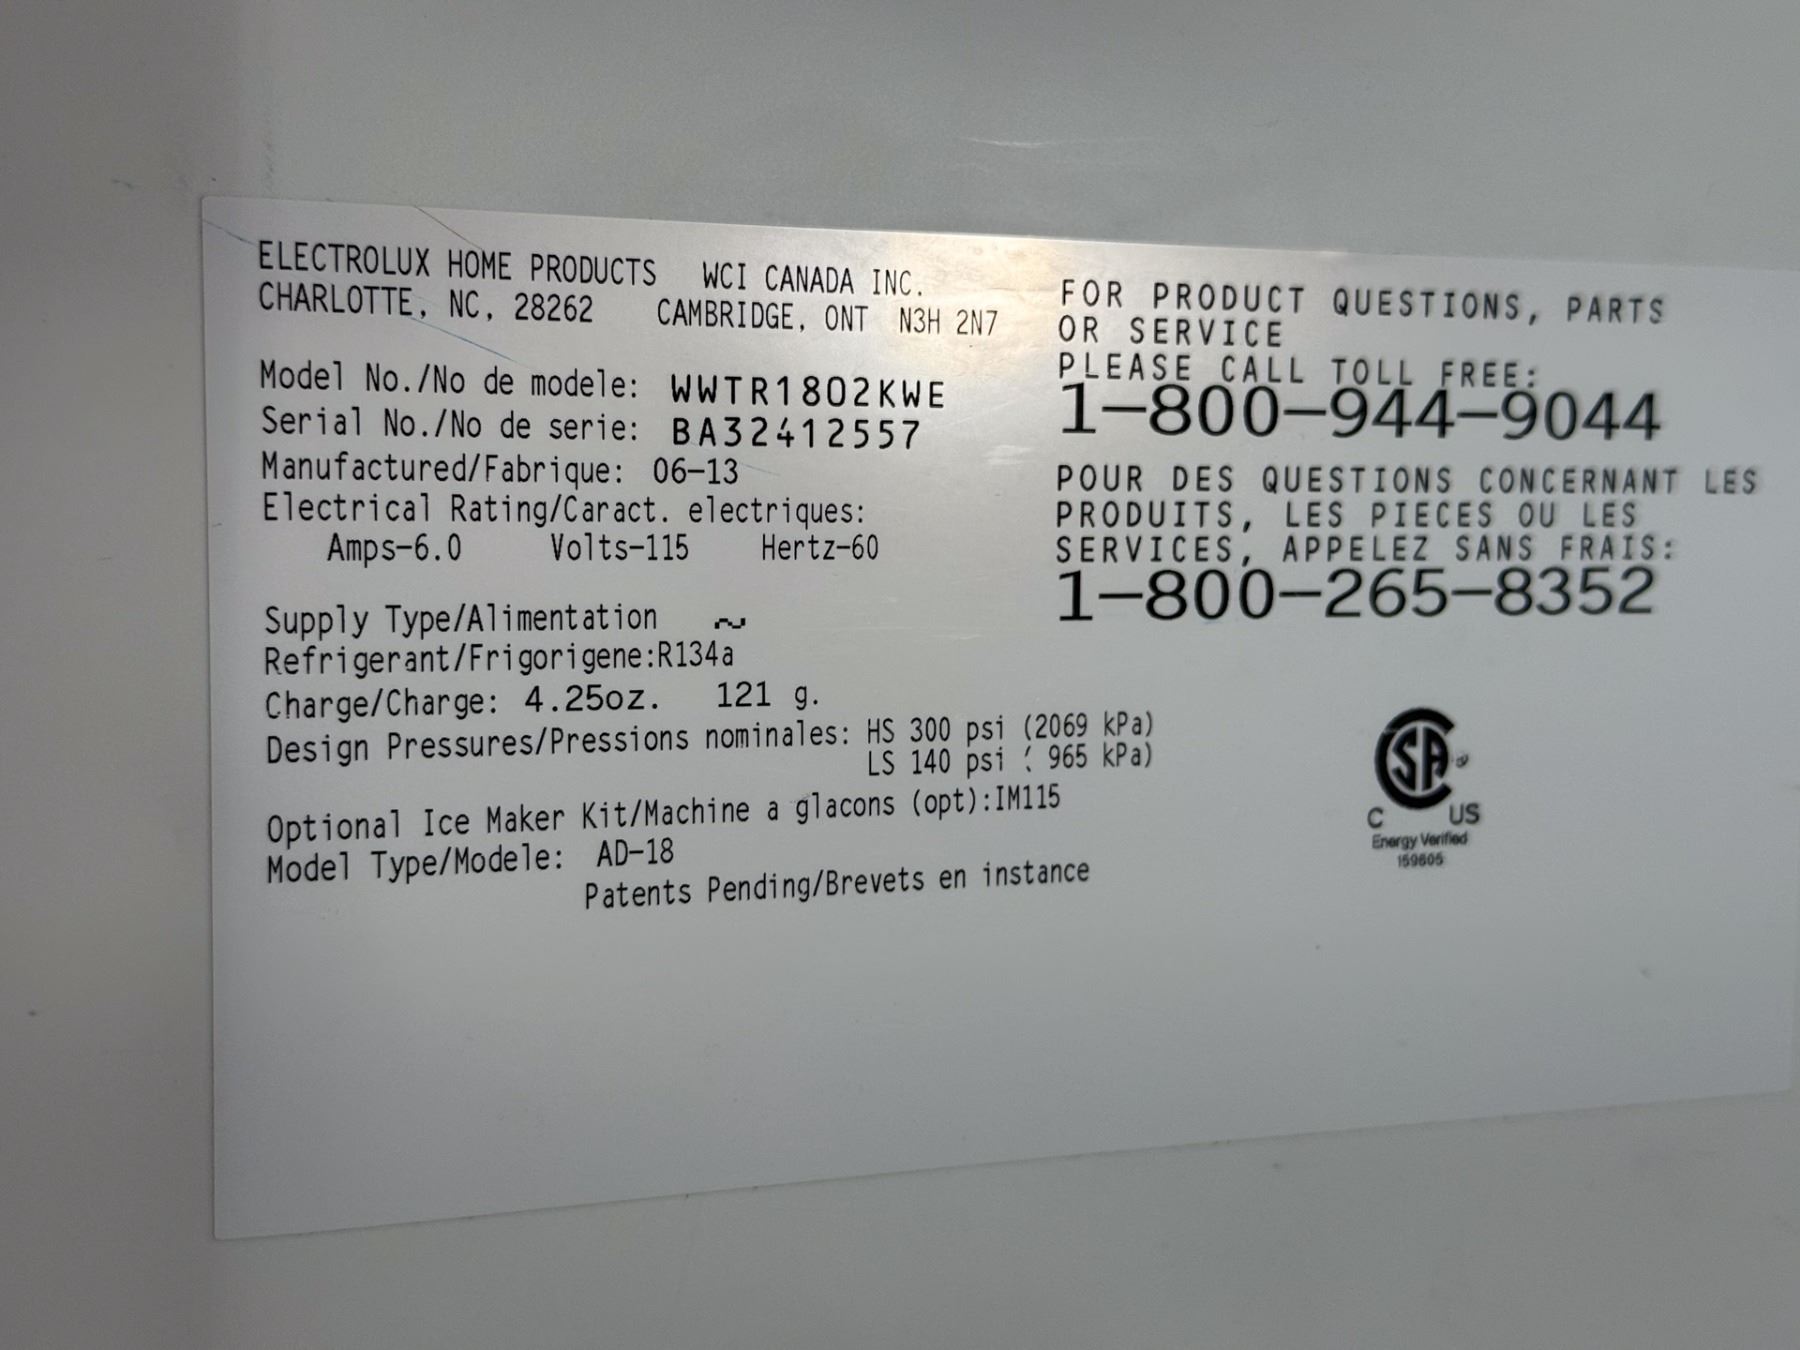 ELECTROLUX HOME PRODUCTS WCI CANADA INC.
CHARLOTTE, NC, 28262 CAMBRIDGE, ONT N3H 2N7
Model No./No de modele: WWTR1802KWE
Serial No./No de serie: BA32412557
Manufactured/Fabrique: 06-13
Electrical Rating/Caract. electriques:
Amps-6.0 Volts-115 Hertz-60
Supply Type/Alimentation ~
Refrigerant/Frigorigene:R134a
Charge/Charge: 4.25oz. 121 g.
Design Pressures/Pressions nominales: HS 300 psi (2069 kPa)
LS 140 psi ( 965 kPa)
Optional Ice Maker Kit/Machine a glacons (opt):IM115
Model Type/Modele: AD-18
Patents Pending/Brevets en instance
FOR PRODUCT QUESTIONS, PARTS
OR SERVICE
PLEASE CALL TOLL FREE:
1-800-944-9044
POUR DES QUESTIONS CONCERNANT LES
PRODUITS, LES PIECES OU LES
SERVICES, APPELEZ SANS FRAIS:
1-800-265-8352
CSA®
C US
Energy Verified
159605